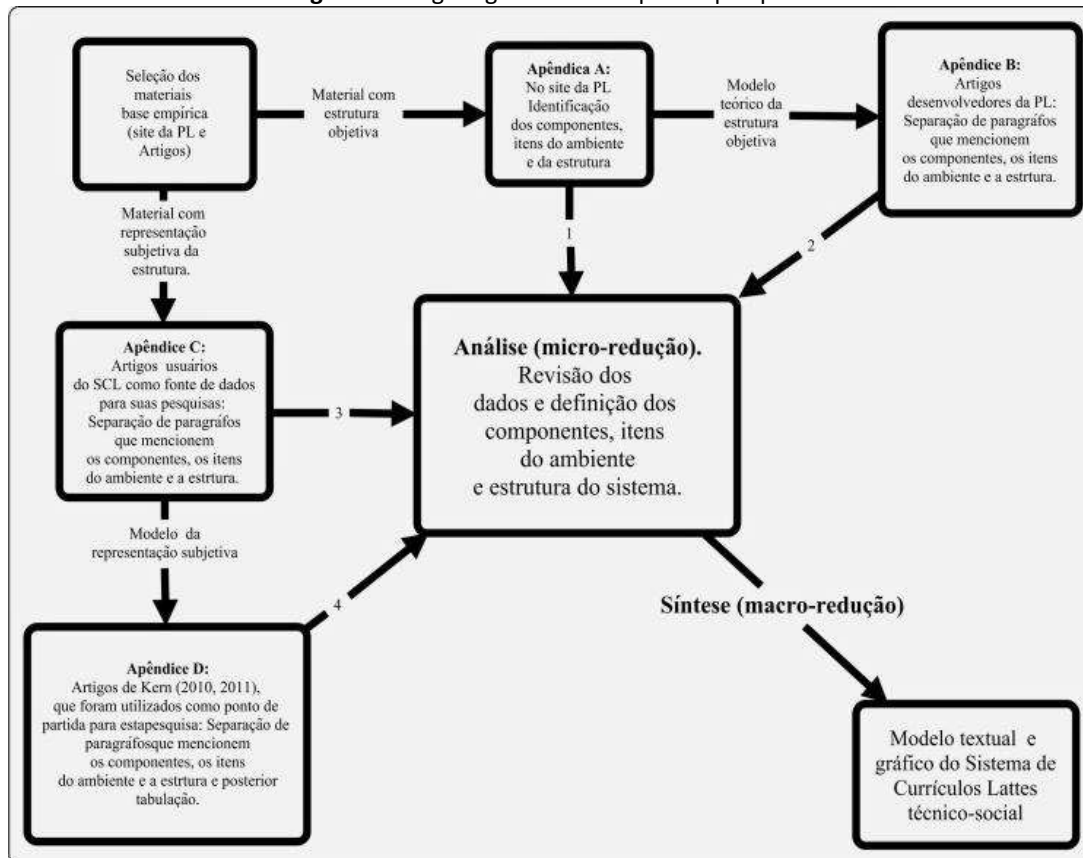 Seleção dos
materiais
base empírica
(site da PL e
Artigos)
Material com
estrutura
objetiva
Apêndica A:
No site da PL
Identificação
dos componentes,
itens do ambiente
e da estrutura
Modelo
teórico da
estrutura
objetiva
Apêndice B:
Artigos
desenvolvedores da PL:
Separação de paragráfos
que mencionem
os componentes, os itens
do ambiente e a estrtura.
Material com
representação
subjetiva da
estrutura.
1
2
Apêndice C:
Artigos usuários
do SCL como fonte de dados
para suas pesquisas:
Separação de paragráfos
que mencionem
os componentes, os itens
do ambiente e a estrtura.
3
Análise (micro-redução).
Revisão dos
dados e definição dos
componentes, itens
do ambiente
e estrutura do sistema.
Modelo da
representação subjetiva
4
Apêndice D:
Artigos de Kern (2010, 2011),
que foram utilizados como ponto de
partida para estapesquisa: Separação de
paragráfosque mencionem
os componentes, os itens
do ambiente e a estrtura e posterior
tabulação.
Síntese (macro-redução)
Modelo textual e
gráfico do Sistema de
Currículos Lattes
técnico-social